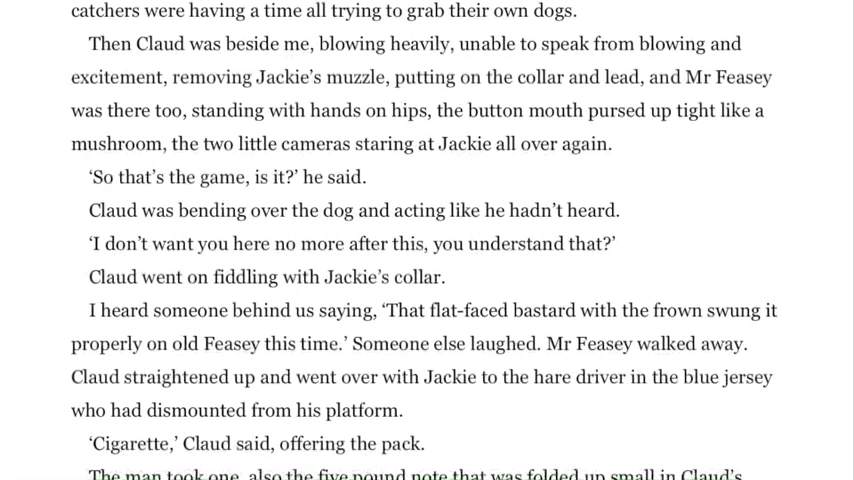 catchers were having a time all trying to grab their own dogs.
Then Claud was beside me, blowing heavily, unable to speak from blowing and
excitement, removing Jackie’s muzzle, putting on the collar and lead, and Mr Feasey
was there too, standing with hands on hips, the button mouth pursed up tight like a
mushroom, the two little cameras staring at Jackie all over again.
‘So that’s the game, is it?’ he said.
Claud was bending over the dog and acting like he hadn’t heard.
‘I don’t want you here no more after this, you understand that?’
Claud went on fiddling with Jackie’s collar.
I heard someone behind us saying, ‘That flat-faced bastard with the frown swung it
properly on old Feasey this time.’ Someone else laughed. Mr Feasey walked away.
Claud straightened up and went over with Jackie to the hare driver in the blue jersey
who had dismounted from his platform.
‘Cigarette,’ Claud said, offering the pack.
The man took one, also the five pound note that was folded up small in Claud’s